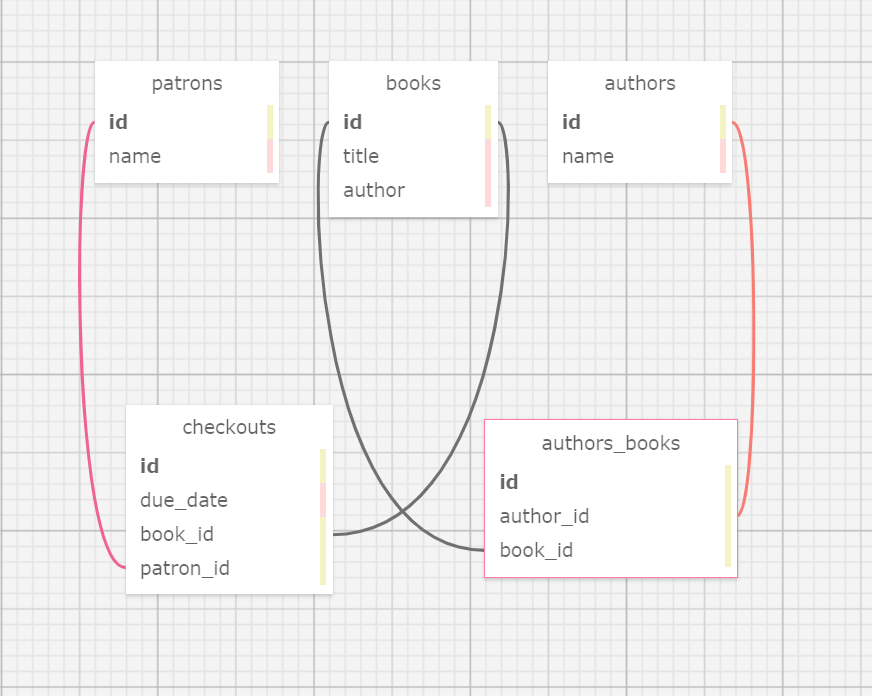 patrons
id
name
books
id
title
author
authors
id
name
checkouts
id
due_date
book_id
patron_id
authors_books
id
author_id
book_id